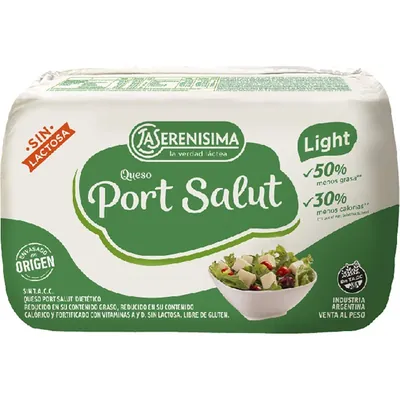 SIN
LACTOSA
LA SERENISIMA
la verdad láctea
Light
Queso
Port Salut
50%
menos grasa**
30%
menos calorías**
ENVASADO EN
ORIGEN
Sin T.A.C.C.
SIN T.A.C.C.
QUESO PORT SALUT DIETÉTICO
REDUCIDO EN SU CONTENIDO GRASO, REDUCIDO EN SU CONTENIDO
CALÓRICO Y FORTIFICADO CON VITAMINAS A Y D. SIN LACTOSA. LIBRE DE GLUTEN.
INDUSTRIA
ARGENTINA
VENTA AL PESO